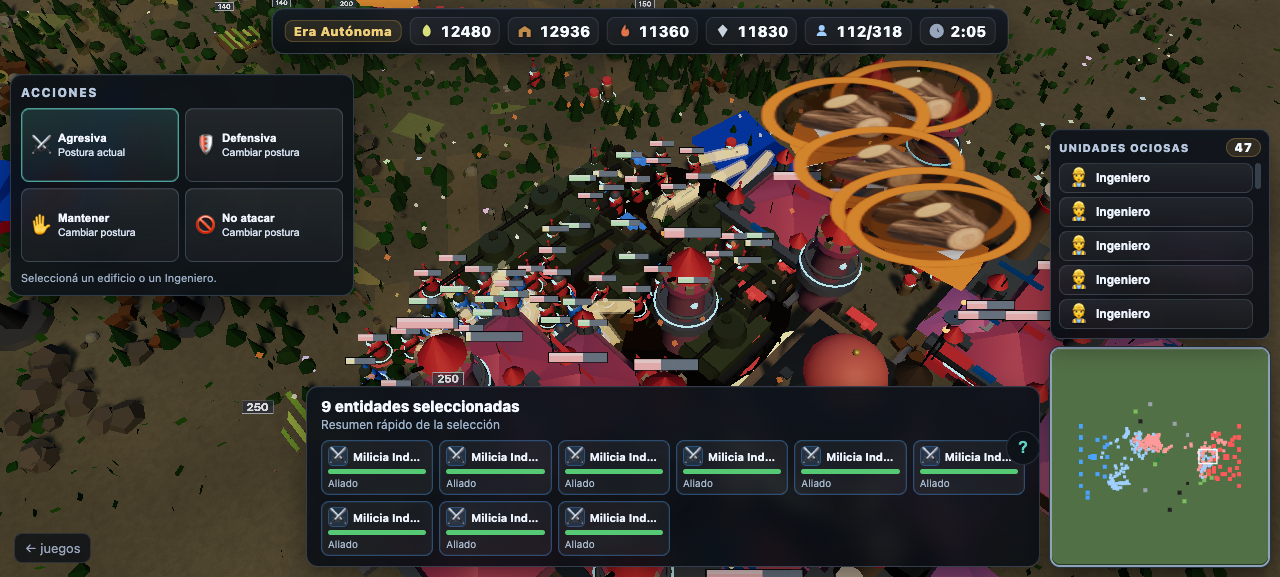 140
140
200
150
Era Autónoma
12480
12936
11360
11830
112/318
2:05
ACCIONES
Agresiva
Postura actual
Defensiva
Cambiar postura
Mantener
Cambiar postura
No atacar
Cambiar postura
Seleccioná un edificio o un Ingeniero.
UNIDADES OCIOSAS
47
Ingeniero
Ingeniero
Ingeniero
Ingeniero
Ingeniero
250
250
9 entidades seleccionadas
Resumen rápido de la selección
?
Milicia Ind...
Aliado
Milicia Ind...
Aliado
Milicia Ind...
Aliado
Milicia Ind...
Aliado
Milicia Ind...
Aliado
Milicia Ind...
Aliado
Milicia Ind...
Aliado
Milicia Ind...
Aliado
Milicia Ind...
Aliado
← juegos